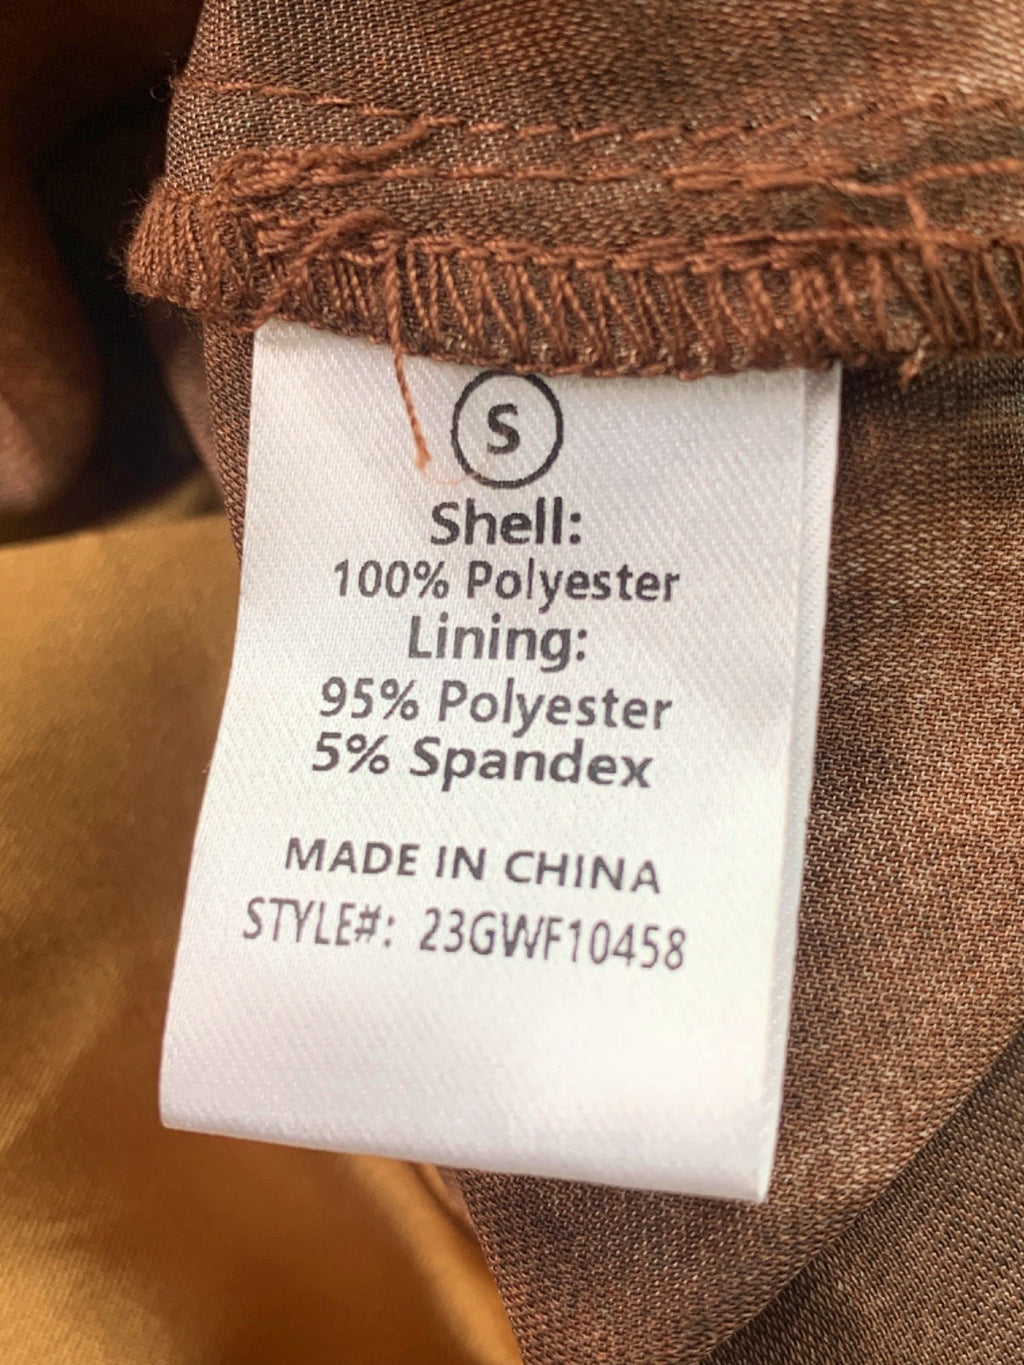 S
Shell:
100% Polyester
Lining:
95% Polyester
5% Spandex
MADE IN CHINA
STYLE#: 23GWF10458